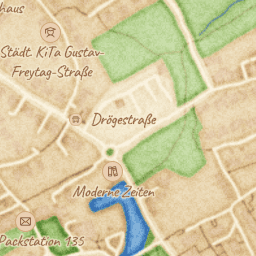 haus
Städt. KiTa Gustav-
Freytag-Straße
Drögestraße
Moderne Zeiten
Packstation 135